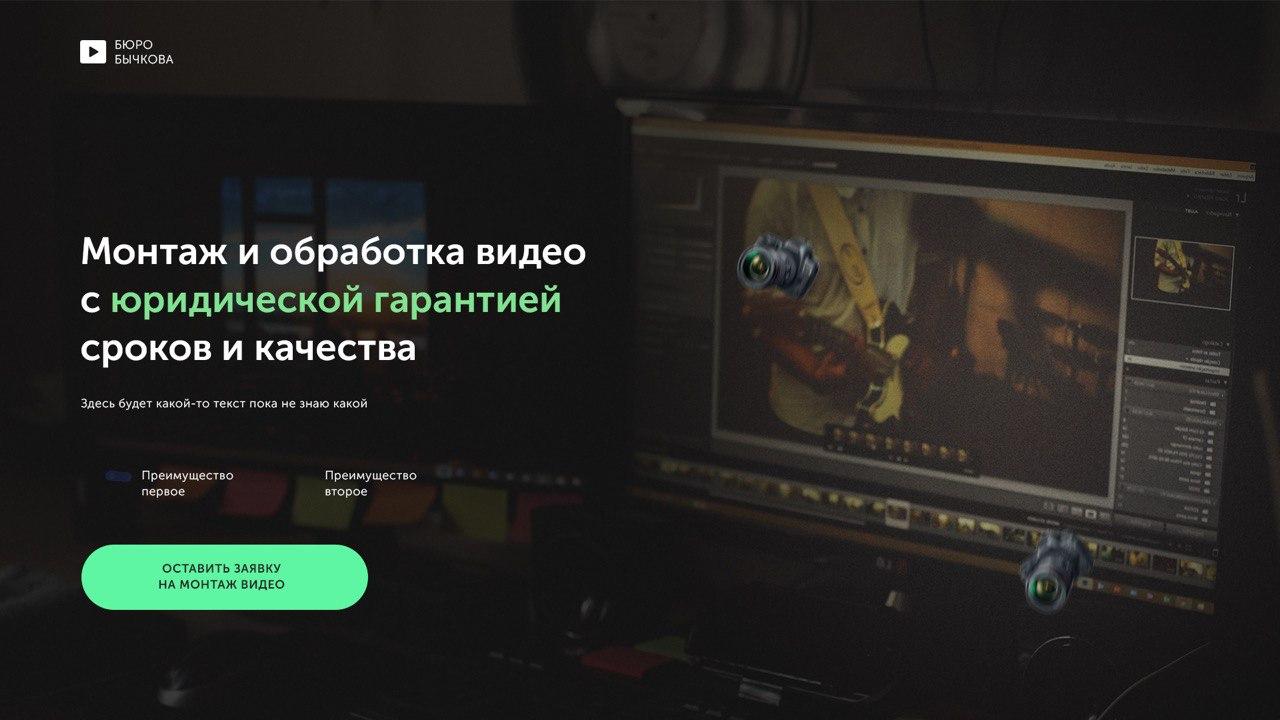 БЮРО
БЫЧКОВА
Монтаж и обработка видео
с юридической гарантией
сроков и качества
Здесь будет какой-то текст пока не знаю какой
Преимущество
первое
Преимущество
второе
ОСТАВИТЬ ЗАЯВКУ
НА МОНТАЖ ВИДЕО